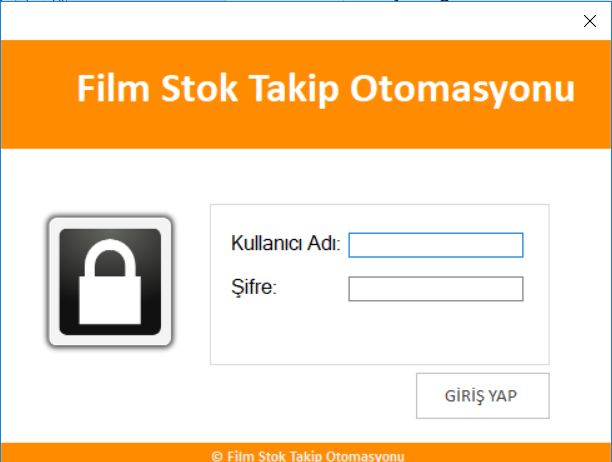 Film Stok Takip Otomasyonu
Kullanıcı Adı:
Şifre:
GİRİŞ YAP
© Film Stok Takip Otomasyonu